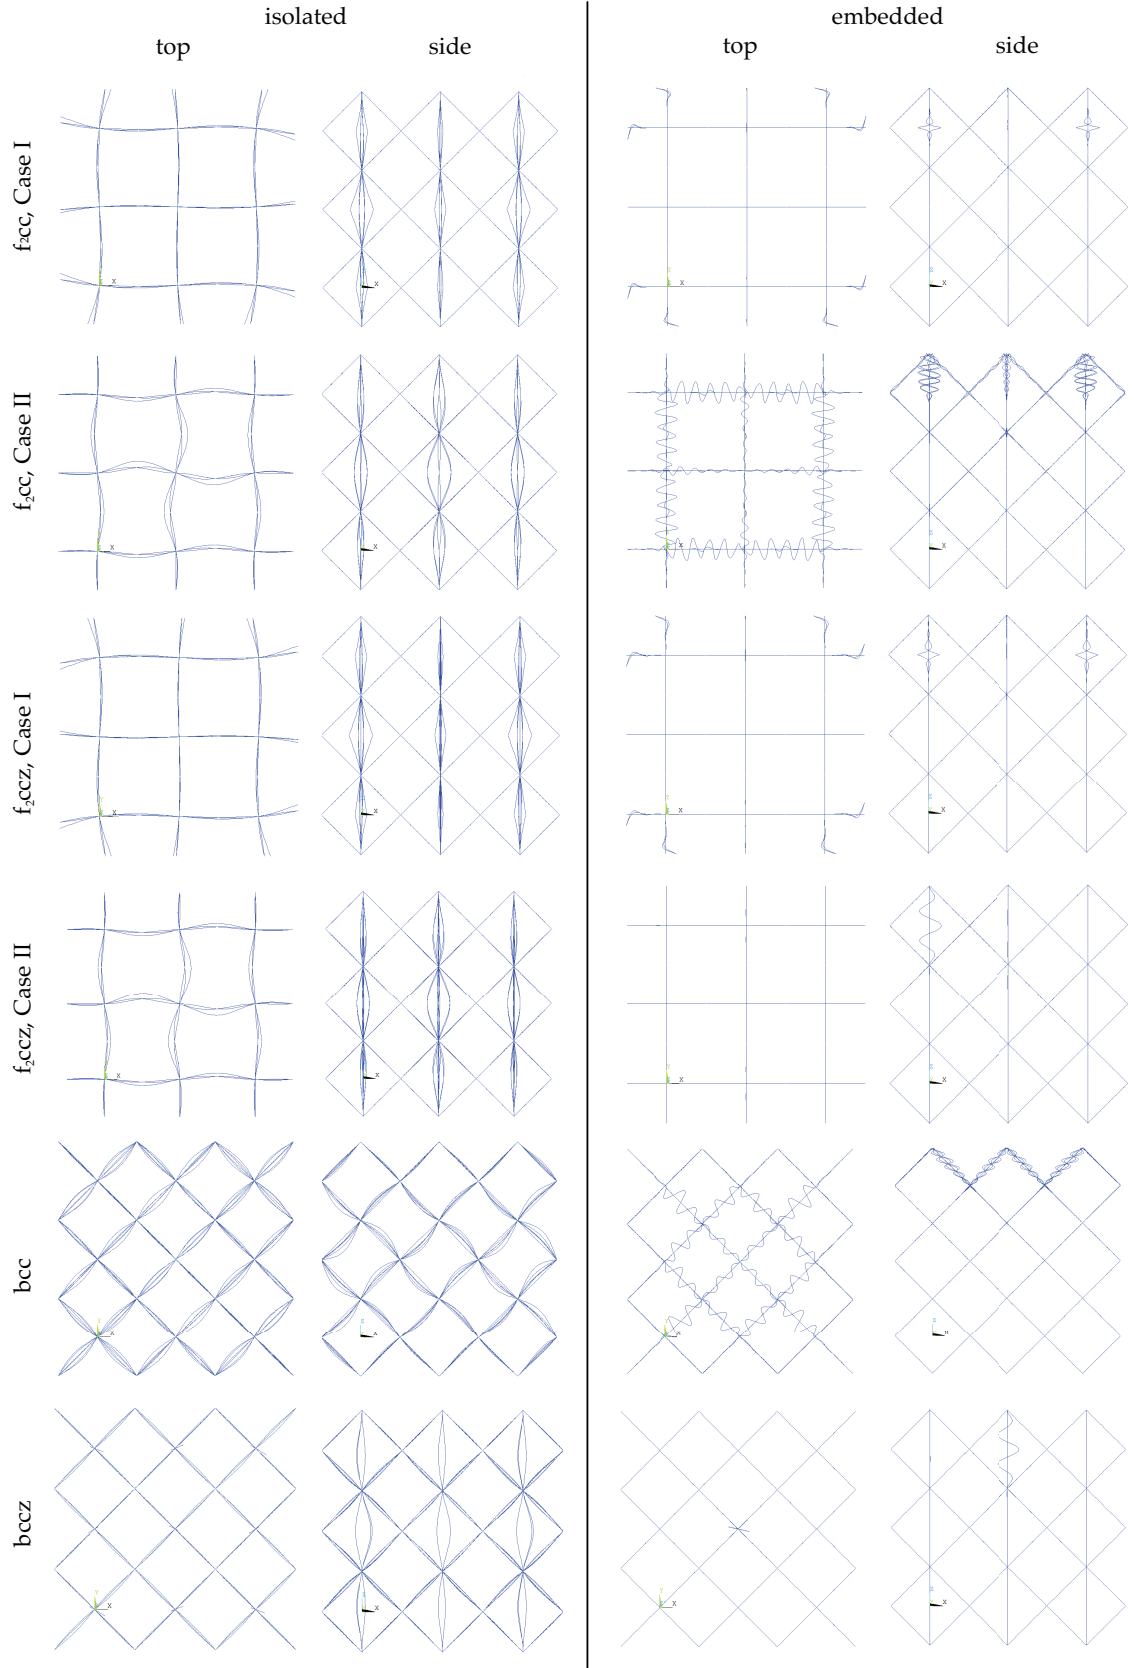 isolated embedded
top side top side
f₂cc, Case I
f₂cc, Case II
f₂ccz, Case I
f₂ccz, Case II
bcc
bccz